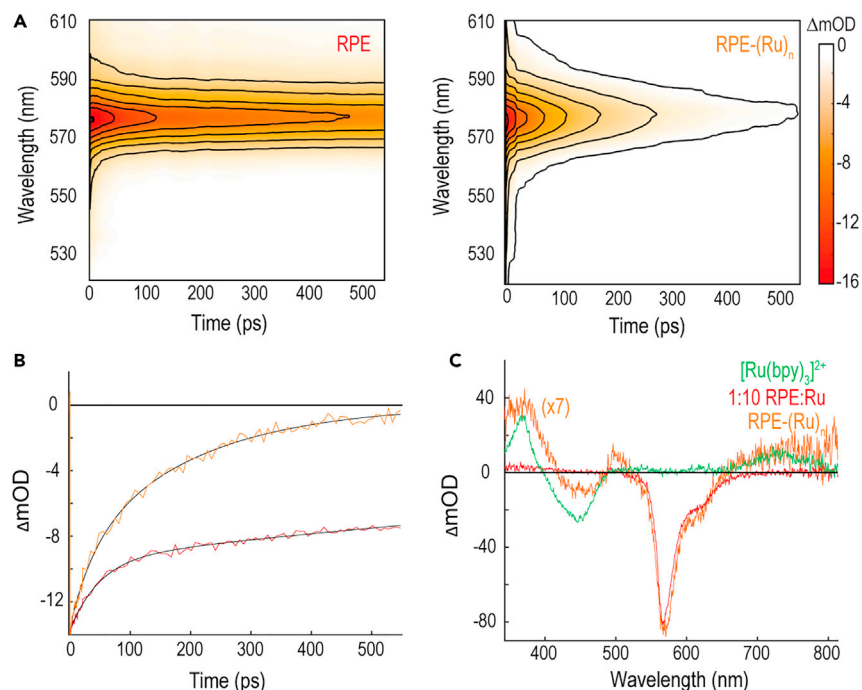 A
RPE
610
590
570
550
530
Wavelength (nm)
0 100 200 300 400 500
Time (ps)
RPE-(Ru)n
610
590
570
550
530
Wavelength (nm)
0 100 200 300 400 500
Time (ps)
ΔmOD
0
-4
-8
-12
-16
B
0
-4
-8
-12
ΔmOD
0 100 200 300 400 500
Time (ps)
C
[Ru(bpy)3]2+
1:10 RPE:Ru
RPE-(Ru)n
(x7)
40
0
-40
-80
ΔmOD
400 500 600 700 800
Wavelength (nm)